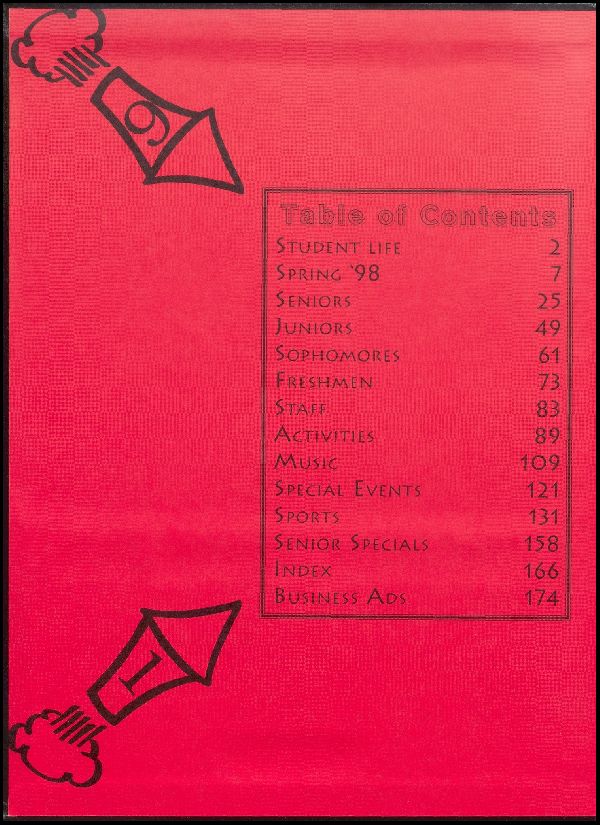 9
Table of Contents
Student Life 2
Spring '98 7
Seniors 25
Juniors 49
Sophomores 61
Freshmen 73
Staff 83
Activities 89
Music 109
Special Events 121
Sports 131
Senior Specials 158
Index 166
Business Ads 174
1